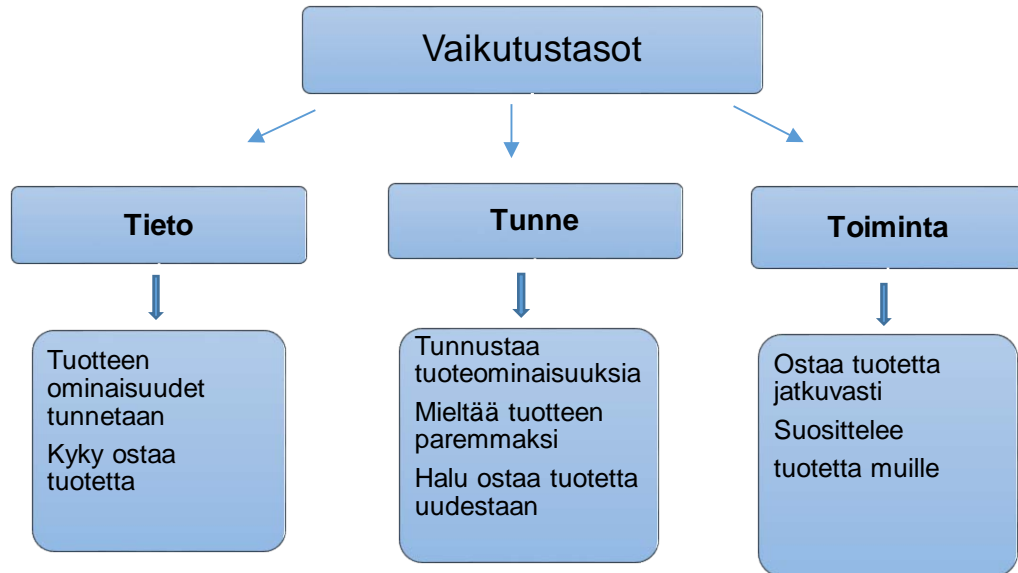 Vaikutustasot
Tieto
Tunne
Toiminta
Tuotteen
ominaisuudet
tunnetaan
Kyky ostaa
tuotetta
Tunnustaa
tuoteominaisuuksia
Mieltää tuotteen
paremmaksi
Halu ostaa tuotetta
uudestaan
Ostaa tuotetta
jatkuvasti
Suosittelee
tuotetta muille